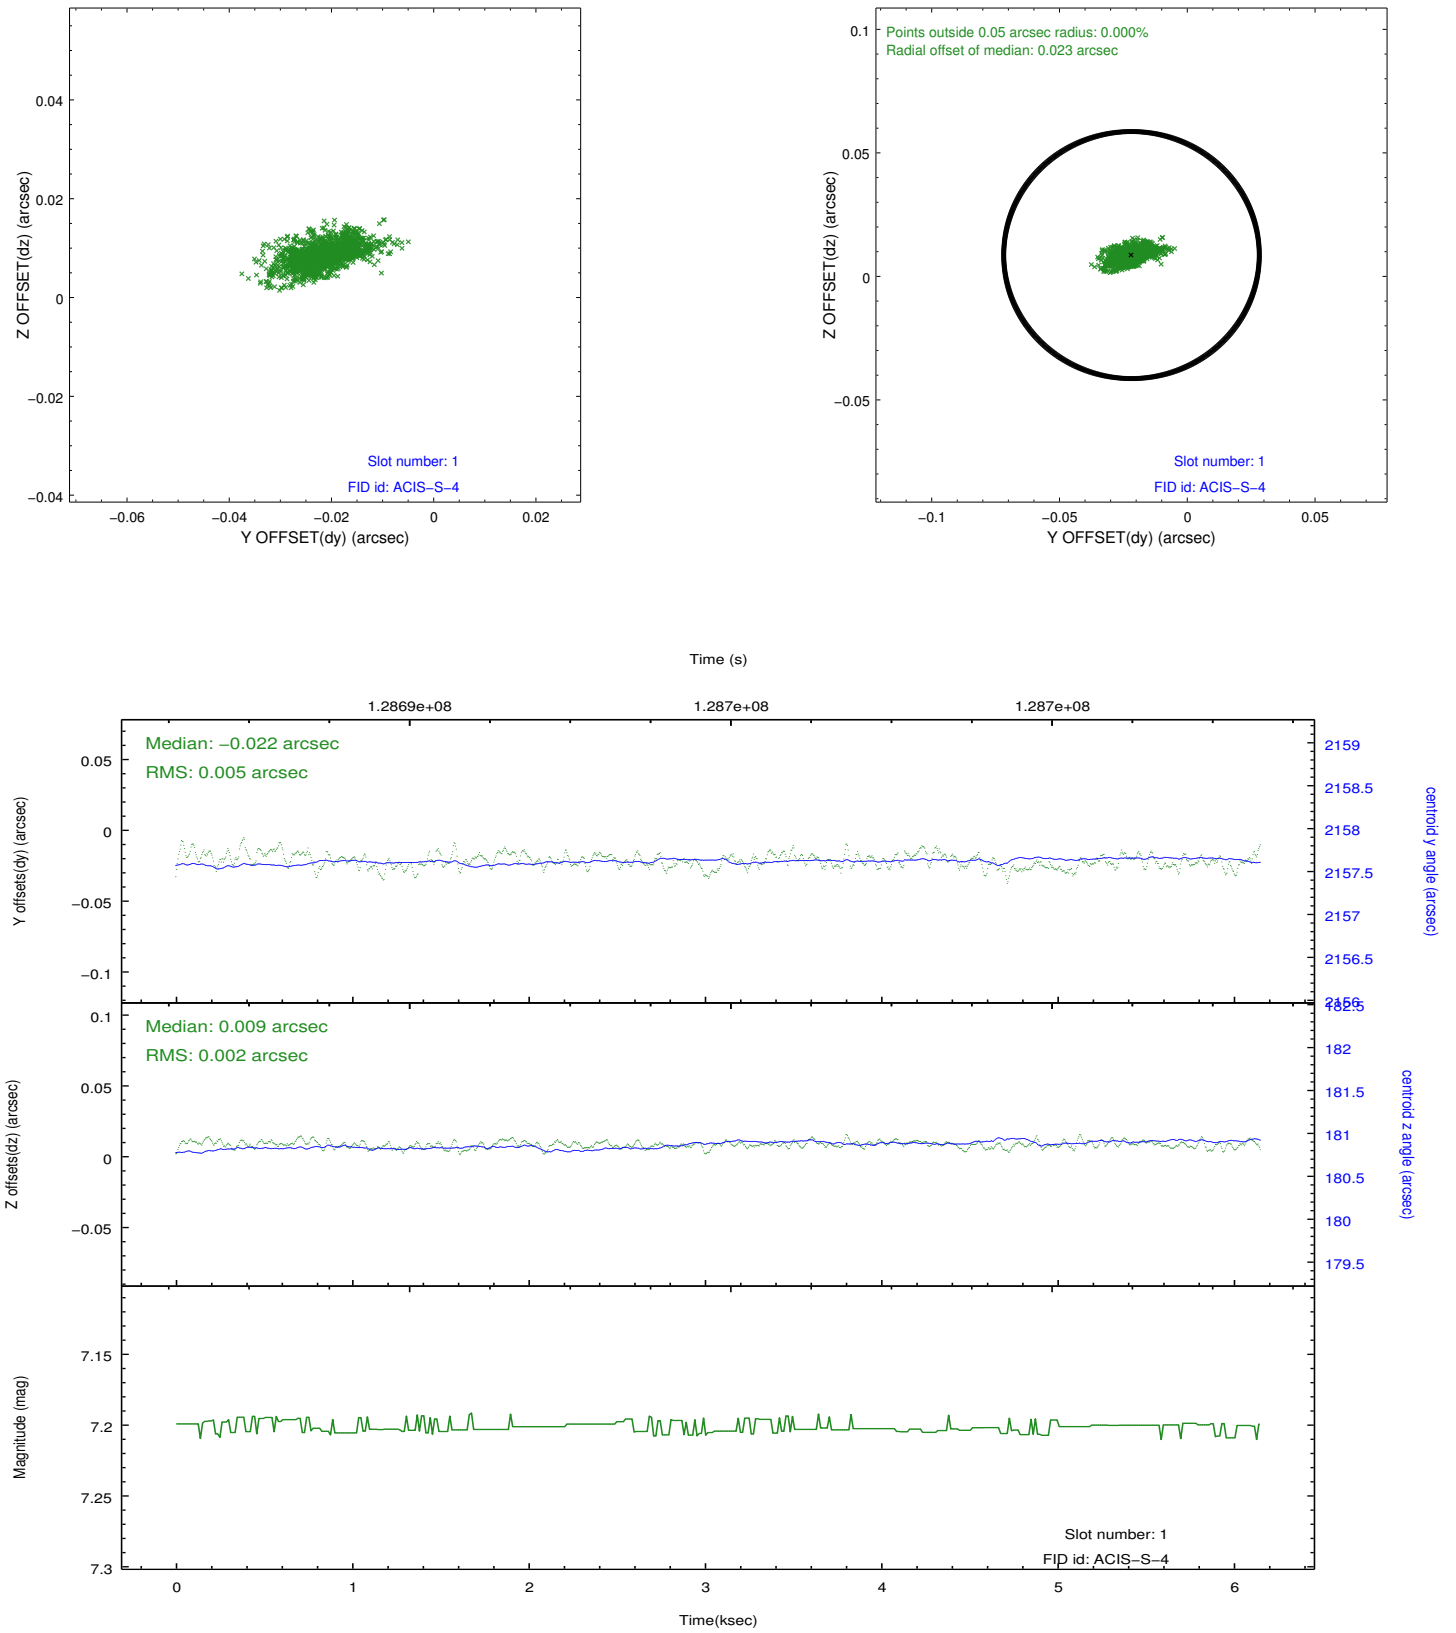 0.04
0.02
0
−0.02
−0.04
Z OFFSET(dz) (arcsec)
Slot number: 1
FID id: ACIS−S−4
−0.06
−0.04
−0.02
0
0.02
Y OFFSET(dy) (arcsec)
Points outside 0.05 arcsec radius: 0.000%
Radial offset of median: 0.023 arcsec
0.1
0.05
0
−0.05
Z OFFSET(dz) (arcsec)
Slot number: 1
FID id: ACIS−S−4
−0.1
−0.05
0
0.05
Y OFFSET(dy) (arcsec)
Time (s)
1.2869e+08
1.287e+08
1.287e+08
Median: −0.022 arcsec
RMS: 0.005 arcsec
0.05
0
−0.05
−0.1
Y offsets(dy) (arcsec)
2159
2158.5
2158
2157.5
2157
2156.5
2156
centroid y angle (arcsec)
Median: 0.009 arcsec
RMS: 0.002 arcsec
0.1
0.05
0
−0.05
Z offsets(dz) (arcsec)
182.5
182
181.5
181
180.5
180
179.5
centroid z angle (arcsec)
7.15
7.2
7.25
7.3
Magnitude (mag)
Slot number: 1
FID id: ACIS−S−4
0
1
2
3
4
5
6
Time(ksec)